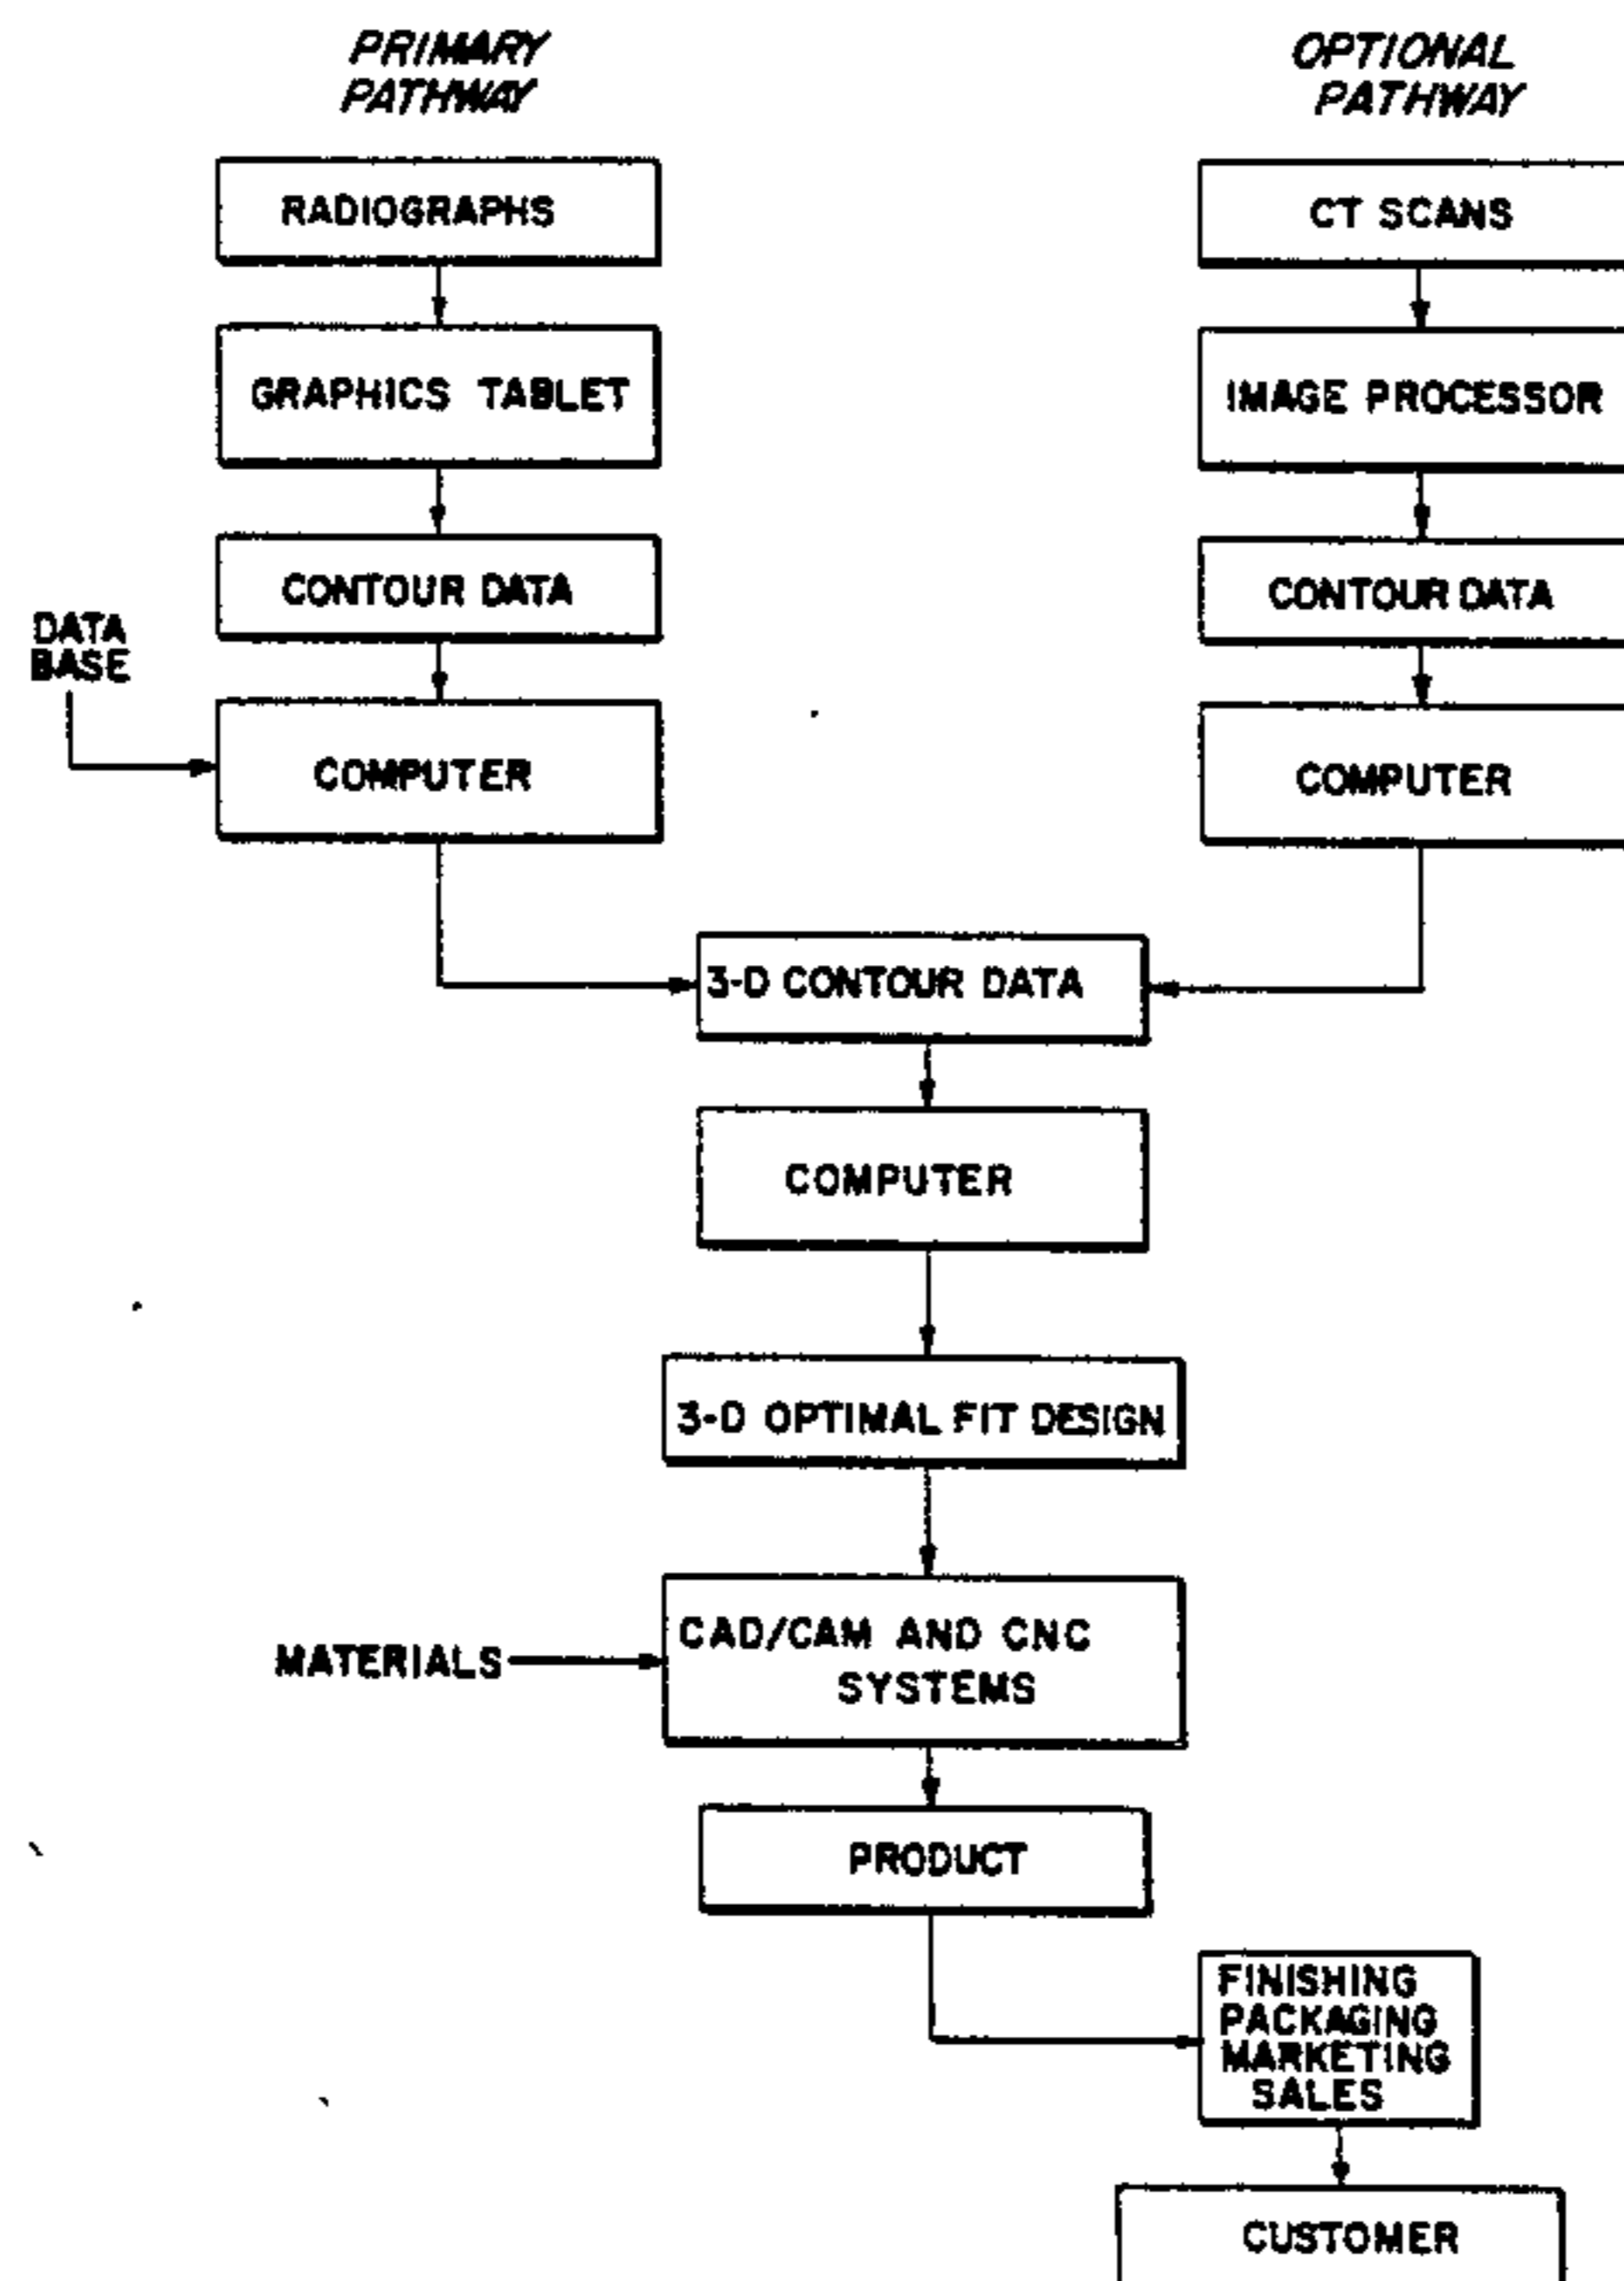 PRIMARY
PATHWAY
RADIOGRAPHS
GRAPHICS TABLET
CONTOUR DATA
DATA
BASE
COMPUTER
OPTIONAL
PATHWAY
CT SCANS
IMAGE PROCESSOR
CONTOUR DATA
COMPUTER
3-D CONTOUR DATA
COMPUTER
3-D OPTIMAL FIT DESIGN
MATERIALS
CAD/CAM AND CNC
SYSTEMS
PRODUCT
FINISHING
PACKAGING
MARKETING
SALES
CUSTOMER